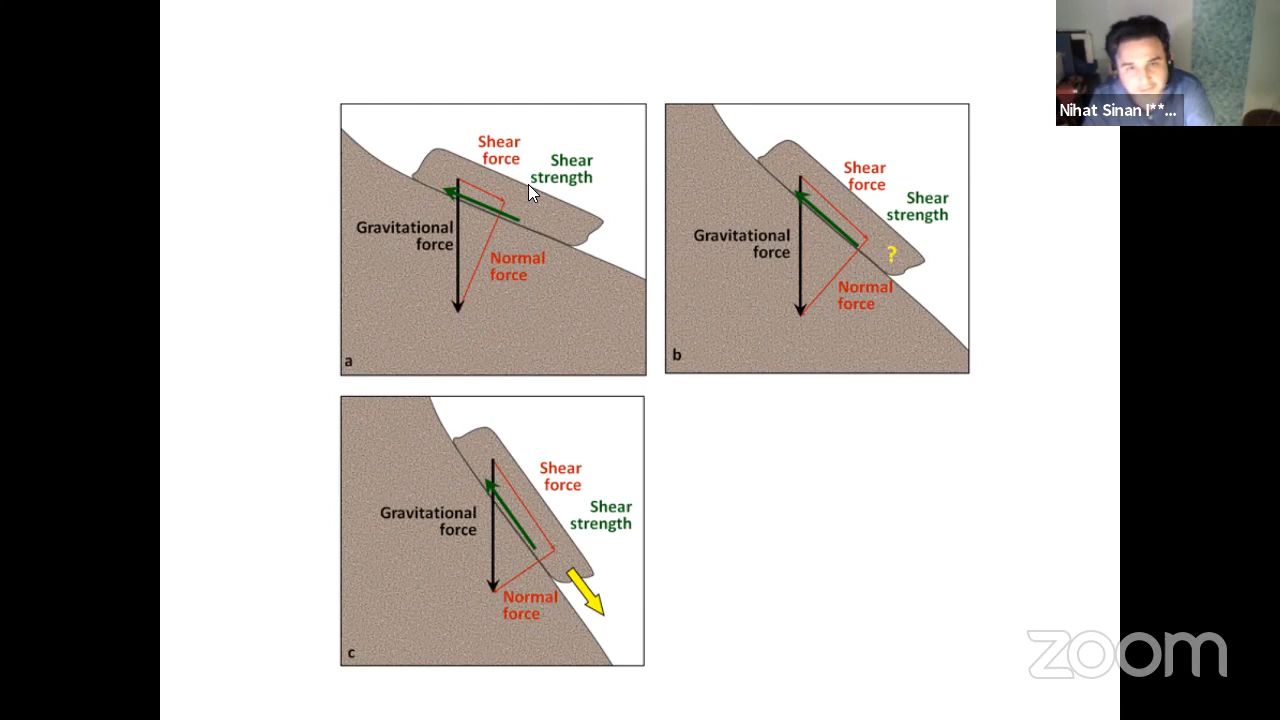 Nihat Sinan I**...
Shear
force
Shear
strength
Gravitational
force
Normal
force
a
Shear
force
Shear
strength
Gravitational
force
?
Normal
force
b
Shear
force
Shear
strength
Gravitational
force
Normal
force
c
zoom